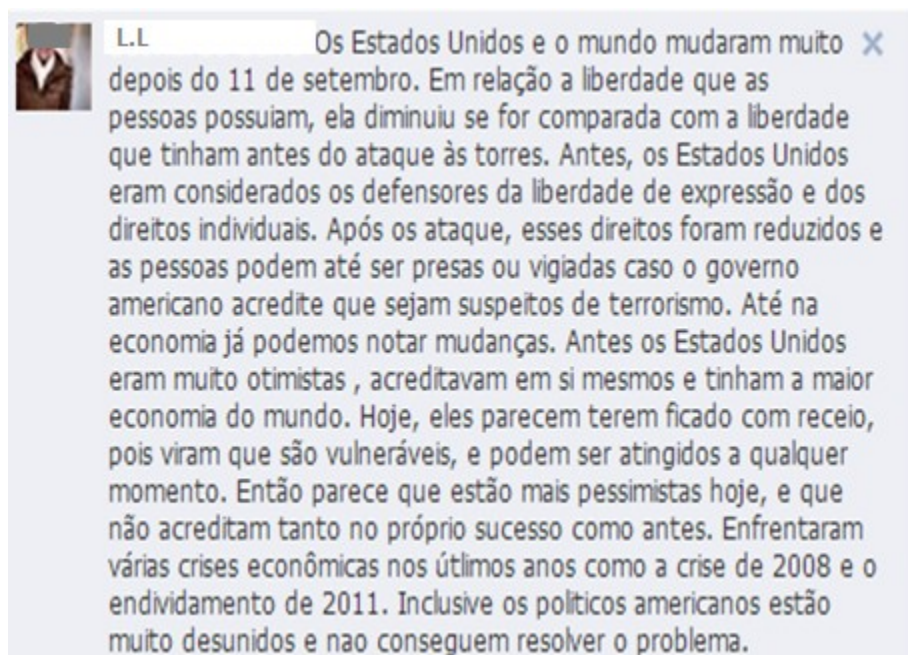 L.L Os Estados Unidos e o mundo mudaram muito ×
depois do 11 de setembro. Em relação a liberdade que as
pessoas possuiam, ela diminuiu se for comparada com a liberdade
que tinham antes do ataque às torres. Antes, os Estados Unidos
eram considerados os defensores da liberdade de expressão e dos
direitos individuais. Após os ataque, esses direitos foram reduzidos e
as pessoas podem até ser presas ou vigiadas caso o governo
americano acredite que sejam suspeitos de terrorismo. Até na
economia já podemos notar mudanças. Antes os Estados Unidos
eram muito otimistas , acreditavam em si mesmos e tinham a maior
economia do mundo. Hoje, eles parecem terem ficado com receio,
pois viram que são vulneráveis, e podem ser atingidos a qualquer
momento. Então parece que estão mais pessimistas hoje, e que
não acreditam tanto no próprio sucesso como antes. Enfrentaram
várias crises econômicas nos útlimos anos como a crise de 2008 e o
endividamento de 2011. Inclusive os politicos americanos estão
muito desunidos e nao conseguem resolver o problema.